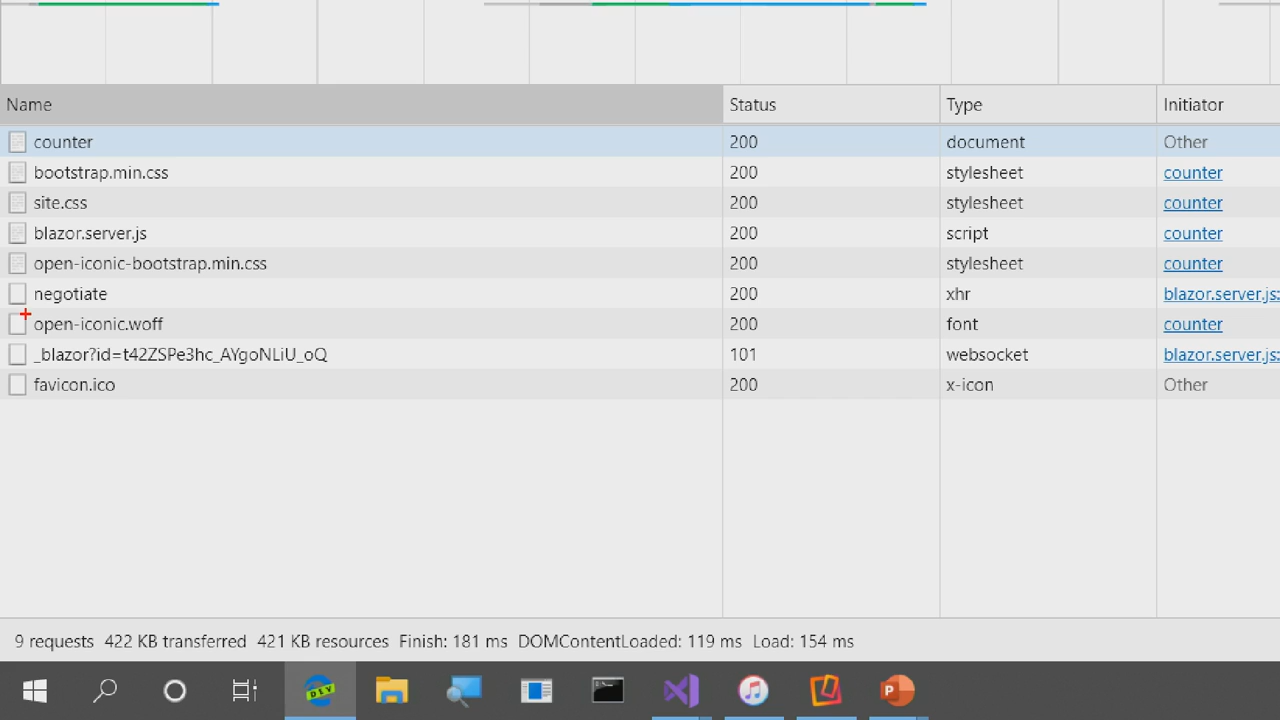 Name Status Type Initiator
counter 200 document Other
bootstrap.min.css 200 stylesheet counter
site.css 200 stylesheet counter
blazor.server.js 200 script counter
open-iconic-bootstrap.min.css 200 stylesheet counter
negotiate 200 xhr blazor.server.js:
open-iconic.woff 200 font counter
_blazor?id=t42ZSPe3hc_AYgoNLiU_oQ 101 websocket blazor.server.js:
favicon.ico 200 x-icon Other
9 requests 422 KB transferred 421 KB resources Finish: 181 ms DOMContentLoaded: 119 ms Load: 154 ms
DEV